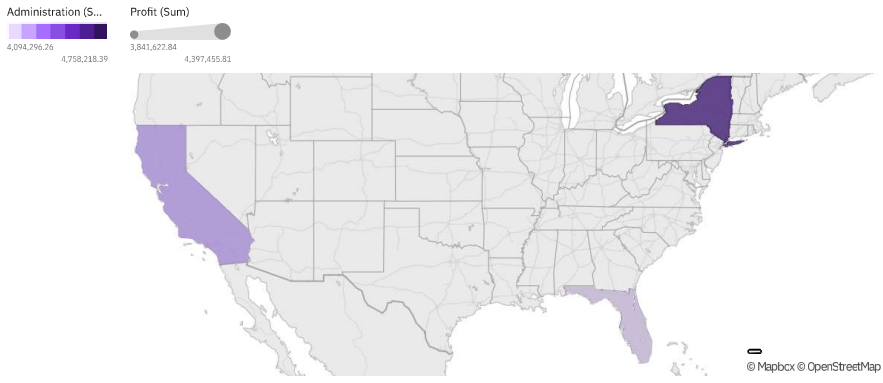 Administration (S...
4,094,296.26
4,758,218.39
Profit (Sum)
3,841,622.84
4,397,455.81
© Mapbox © OpenStreetMap